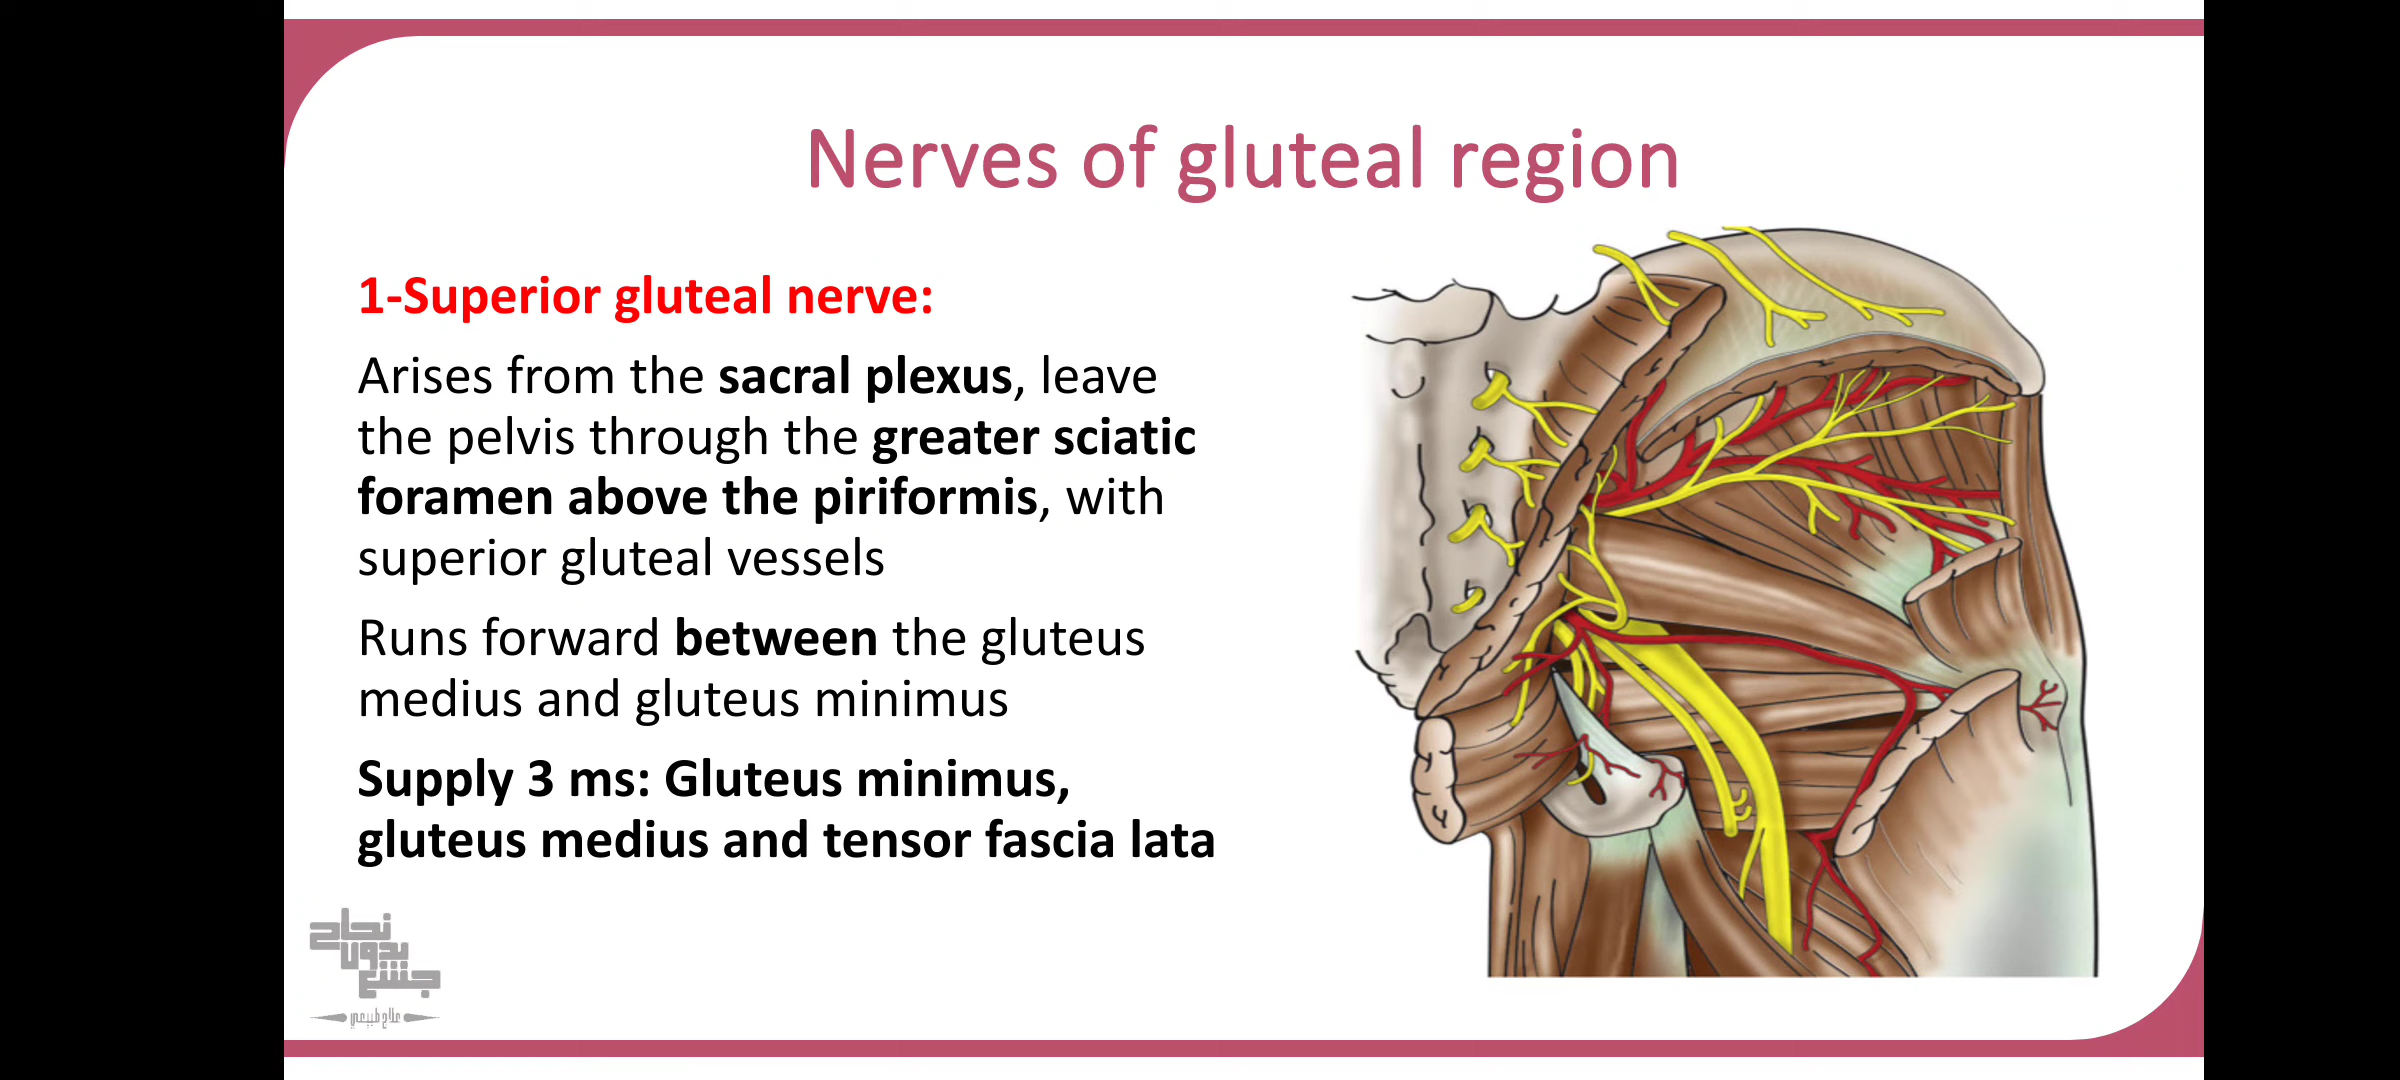 Nerves of gluteal region
1-Superior gluteal nerve:
Arises from the sacral plexus, leave
the pelvis through the greater sciatic
foramen above the piriformis, with
superior gluteal vessels
Runs forward between the gluteus
medius and gluteus minimus
Supply 3 ms: Gluteus minimus,
gluteus medius and tensor fascia lata
نجاح
بدون
جشع
علاج طبيعي